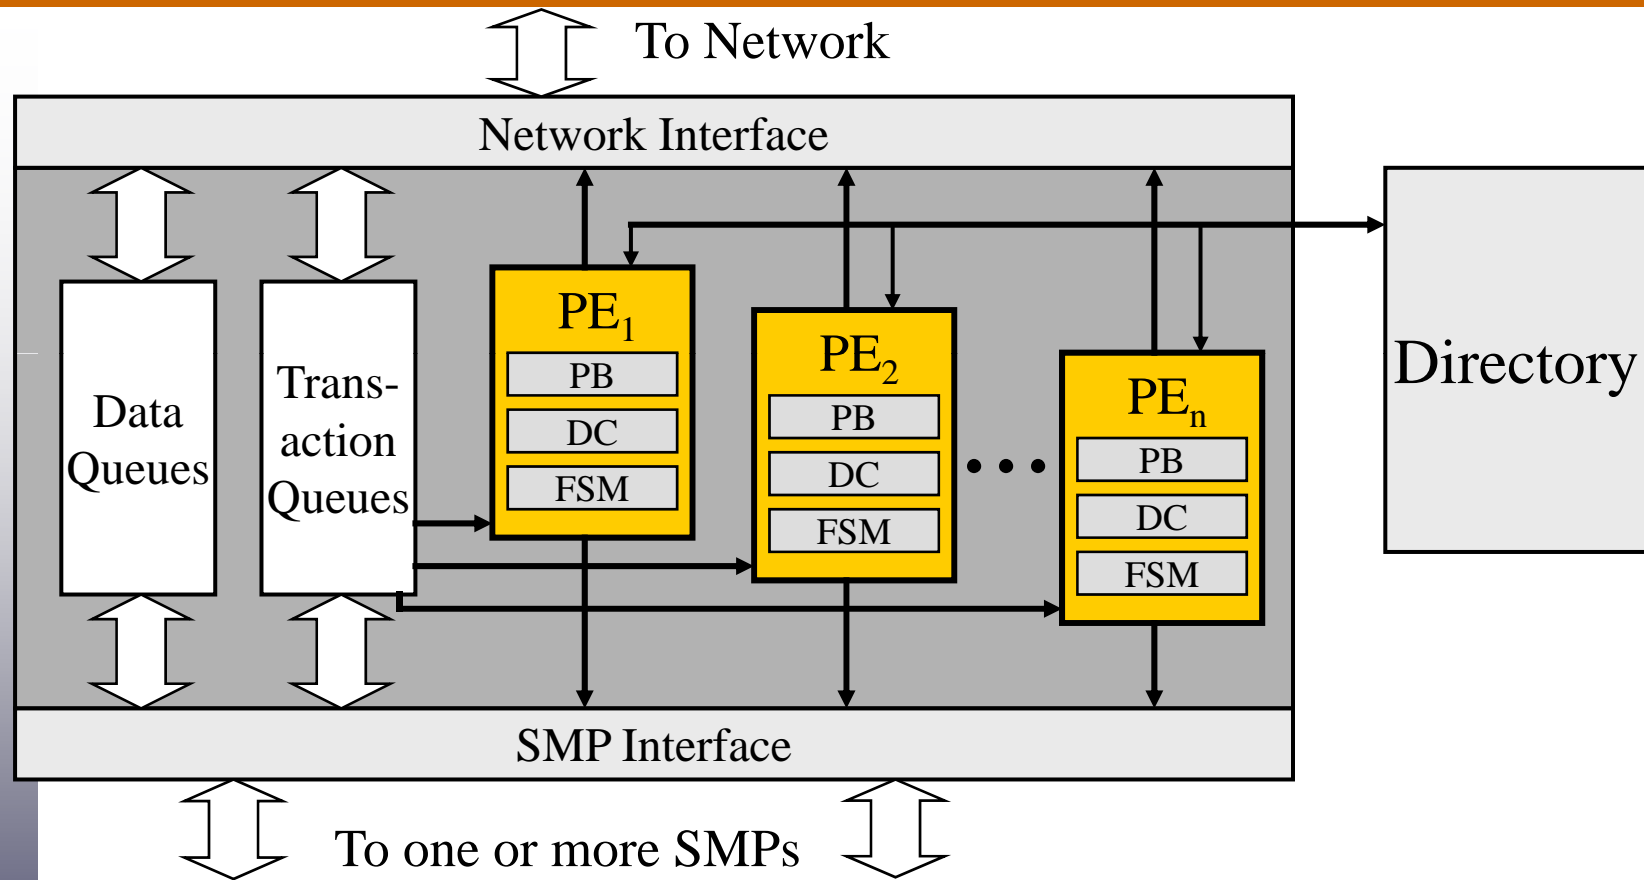 To Network
Network Interface
Data
Queues
Trans-
action
Queues
PE1
PB
DC
FSM
PE2
PB
DC
FSM
PEn
PB
DC
FSM
Directory
SMP Interface
To one or more SMPs